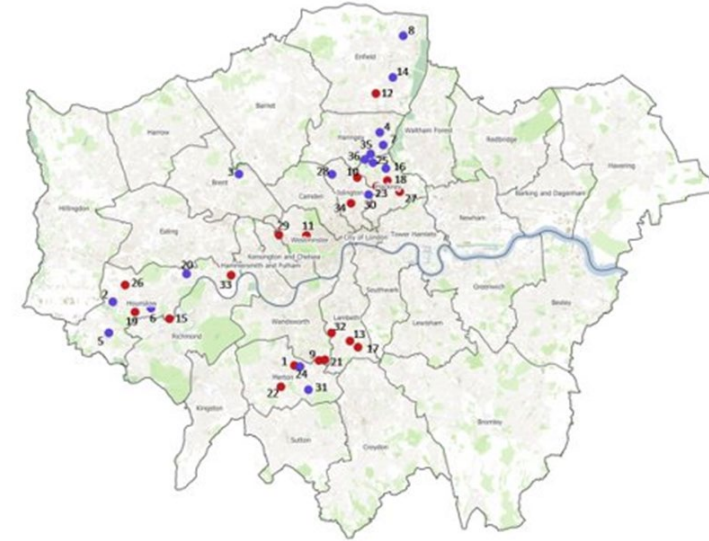 8
Enfield
14
12
Barnet
4
7
Haringey
Waltham Forest
35
36
25
Harrow
Redbridge
Havering
3
Brent
28
10
16
18
Camden
Islington
Hackney
23
27
Barking and Dagenham
Hillingdon
34
30
Newham
Ealing
29
11
Westminster
City of London
Tower Hamlets
Kensington and Chelsea
Hammersmith and Fulham
20
33
26
2
Hounslow
19
6
15
5
Richmond
Southwark
Greenwich
Bexley
Wandsworth
Lambeth
Lewisham
32
13
17
1
9
21
24
Merton
22
31
Kingston
Bromley
Sutton
Croydon